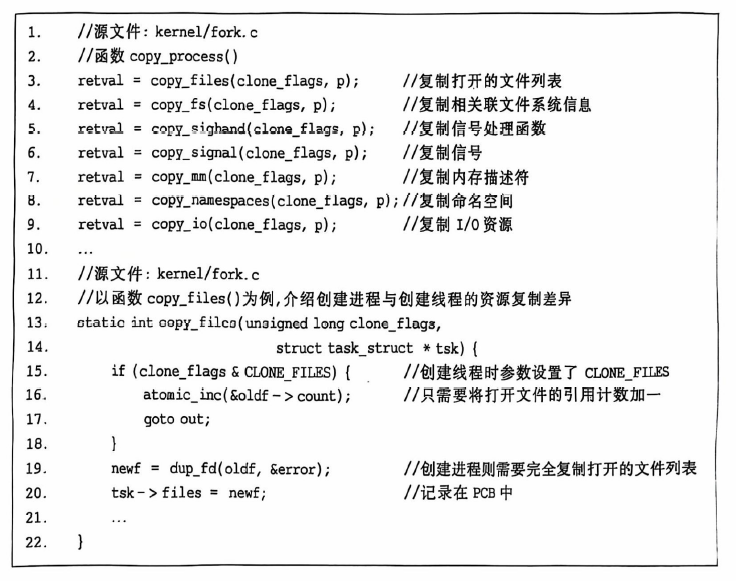 1. //源文件: kernel/fork.c
2. //函数 copy_process()
3. retval = copy_files(clone_flags, p); //复制打开的文件列表
4. retval = copy_fs(clone_flags, p); //复制相关联文件系统信息
5. retval = copy_sighand(clone_flags, p); //复制信号处理函数
6. retval = copy_signal(clone_flags, p); //复制信号
7. retval = copy_mm(clone_flags, p); //复制内存描述符
8. retval = copy_namespaces(clone_flags, p);//复制命名空间
9. retval = copy_io(clone_flags, p); //复制 I/O 资源
10. ...
11. //源文件: kernel/fork.c
12. //以函数 copy_files()为例,介绍创建进程与创建线程的资源复制差异
13. static int copy_files(unsigned long clone_flags,
14. struct task_struct * tsk) {
15. if (clone_flags & CLONE_FILES) { //创建线程时参数设置了 CLONE_FILES
16. atomic_inc(&oldf->count); //只需要将打开文件的引用计数加一
17. goto out;
18. }
19. newf = dup_fd(oldf, &error); //创建进程则需要完全复制打开的文件列表
20. tsk->files = newf; //记录在 PCB 中
21. ...
22. }